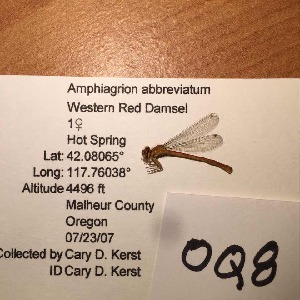 Amphiagrion abbreviatum
Western Red Damsel
1♀
Hot Spring
Lat: 42.08065°
Long: 117.76038°
Altitude 4496 ft
Malheur County
Oregon
07/23/07
Collected by Cary D. Kerst
ID Cary D. Kerst
OQ8